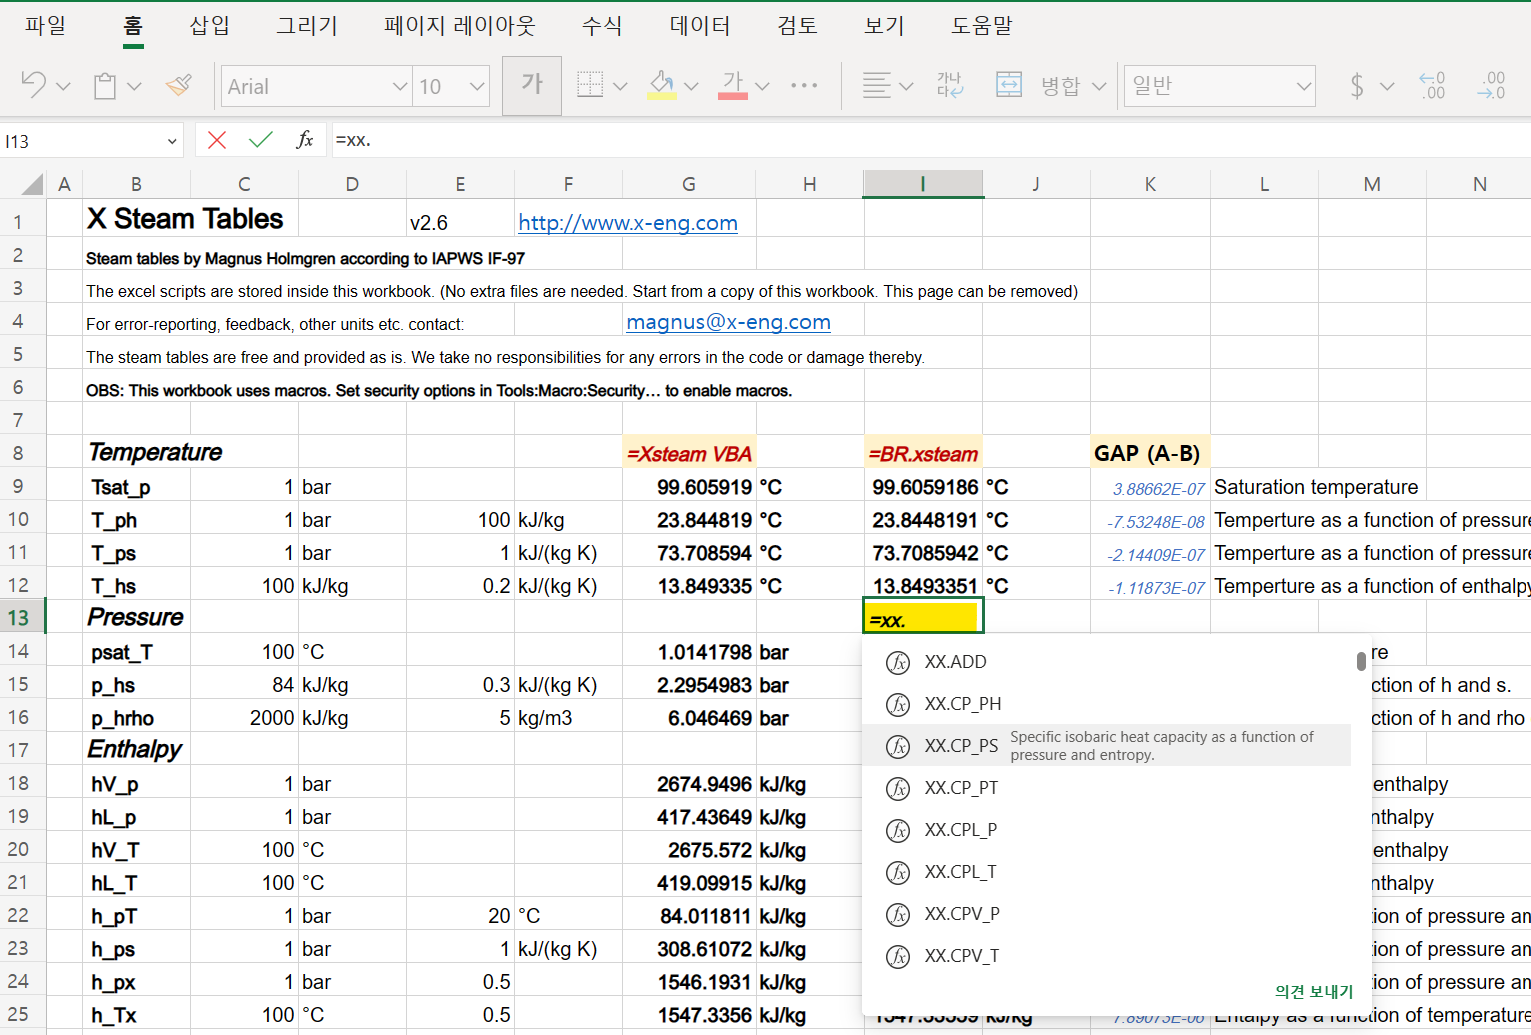 파일 홈 삽입 그리기 페이지 레이아웃 수식 데이터 검토 보기 도움말
Arial 10 가 가 ··· 가나다 병합 일반 $ .00 .00
I13 fx =xx.
A B C D E F G H I J K L M N
1 X Steam Tables v2.6 http://www.x-eng.com
2 Steam tables by Magnus Holmgren according to IAPWS IF-97
3 The excel scripts are stored inside this workbook. (No extra files are needed. Start from a copy of this workbook. This page can be removed)
4 For error-reporting, feedback, other units etc. contact: magnus@x-eng.com
5 The steam tables are free and provided as is. We take no responsibilities for any errors in the code or damage thereby.
6 OBS: This workbook uses macros. Set security options in Tools:Macro:Security... to enable macros.
7
8 Temperature =Xsteam VBA =BR.xsteam GAP (A-B)
9 Tsat_p 1 bar 99.605919 °C 99.6059186 °C 3.88662E-07 Saturation temperature
10 T_ph 1 bar 100 kJ/kg 23.844819 °C 23.8448191 °C -7.53248E-08 Temperture as a function of pressure
11 T_ps 1 bar 1 kJ/(kg K) 73.708594 °C 73.7085942 °C -2.14409E-07 Temperture as a function of pressure
12 T_hs 100 kJ/kg 0.2 kJ/(kg K) 13.849335 °C 13.8493351 °C -1.11873E-07 Temperture as a function of enthalpy
13 Pressure =xx.
14 psat_T 100 °C 1.0141798 bar re
15 p_hs 84 kJ/kg 0.3 kJ/(kg K) 2.2954983 bar ction of h and s.
16 p_hrho 2000 kJ/kg 5 kg/m3 6.046469 bar ction of h and rho
17 Enthalpy
18 hV_p 1 bar 2674.9496 kJ/kg enthalpy
19 hL_p 1 bar 417.43649 kJ/kg nthalpy
20 hV_T 100 °C 2675.572 kJ/kg enthalpy
21 hL_T 100 °C 419.09915 kJ/kg nthalpy
22 h_pT 1 bar 20 °C 84.011811 kJ/kg ion of pressure an
23 h_ps 1 bar 1 kJ/(kg K) 308.61072 kJ/kg ion of pressure an
24 h_px 1 bar 0.5 1546.1931 kJ/kg ion of pressure an
25 h_Tx 100 °C 0.5 1547.3356 kJ/kg 1547.33559 kJ/kg 7.89073E-06 Entalpy as a function of temperature
XX.ADD
XX.CP_PH
XX.CP_PS Specific isobaric heat capacity as a function of
pressure and entropy.
XX.CP_PT
XX.CPL_P
XX.CPL_T
XX.CPV_P
XX.CPV_T
의견 보내기